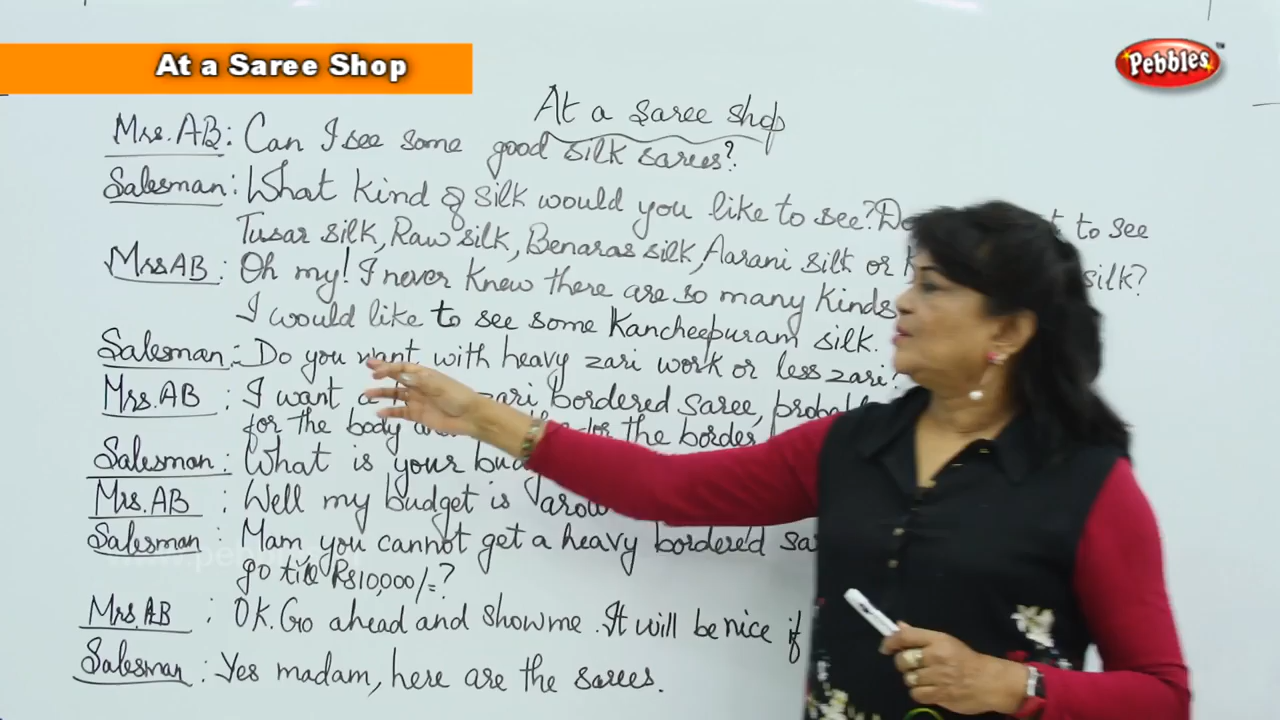 At a Saree Shop
Pebbles
TM
At a saree shop
Mrs. AB: Can I see some good silk sarees?
Salesman: What kind of silk would you like to see? Do to see
Tusar silk, Raw silk, Benaras silk, Aarani silk or silk?
Mrs AB: Oh my! I never knew there are so many kinds
I would like to see some Kancheepuram silk.
Salesman: Do you want with heavy zari work or less zari?
Mrs. AB: I want a bordered saree,
for the body the border
Salesman: What is your
Mrs. AB: Well my budget is
Salesman: Mam you cannot get a heavy bordered
go till Rs10,000/=?
Mrs. AB: OK. Go ahead and show me. It will be nice if
Salesman: Yes madam, here are the sarees.